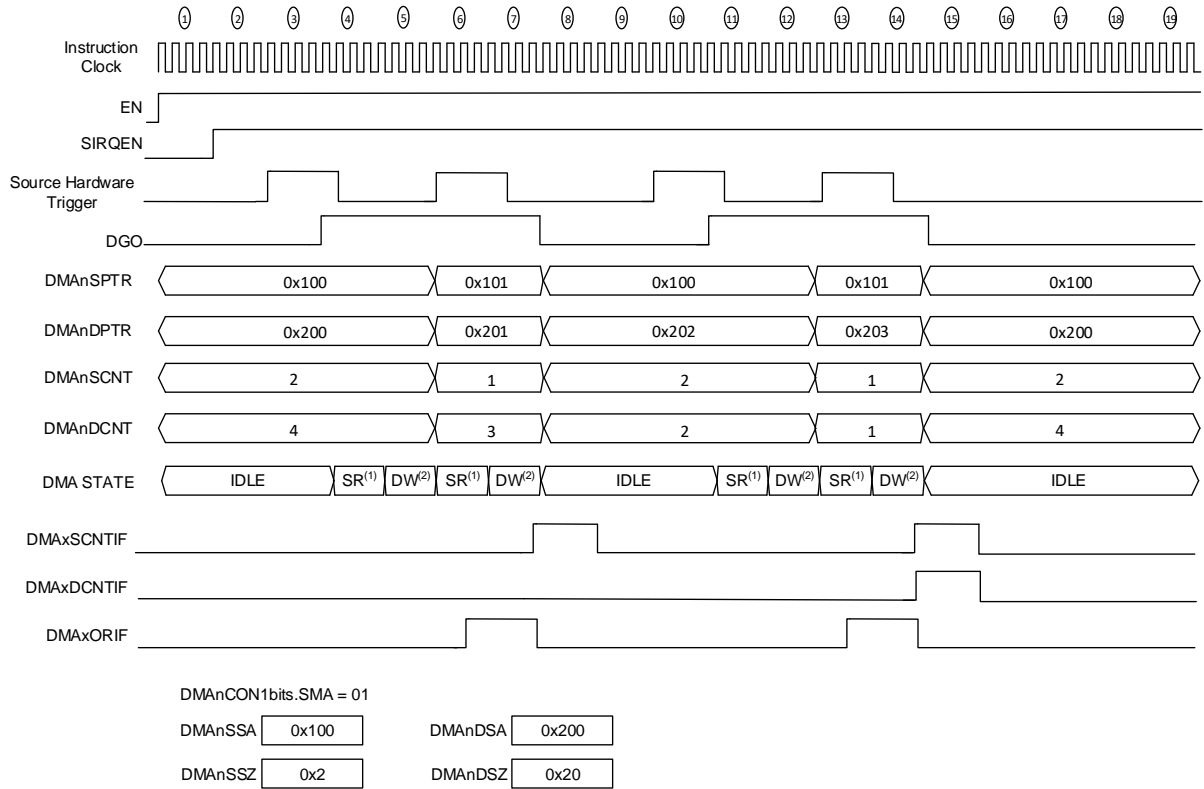 1 2 3 4 5 6 7 8 9 10 11 12 13 14 15 16 17 18 19
Instruction
Clock
EN
SIRQEN
Source Hardware
Trigger
DGO
DMAnSPTR 0x100 0x101 0x100 0x101 0x100
DMAnDPTR 0x200 0x201 0x202 0x203 0x200
DMAnSCNT 2 1 2 1 2
DMAnDCNT 4 3 2 1 4
DMA STATE IDLE SR(1) DW(2) SR(1) DW(2) IDLE SR(1) DW(2) SR(1) DW(2) IDLE
DMAxSCNTIF
DMAxDCNTIF
DMAxORIF
DMAnCON1bits.SMA = 01
DMAnSSA 0x100 DMAnDSA 0x200
DMAnSSZ 0x2 DMAnDSZ 0x20